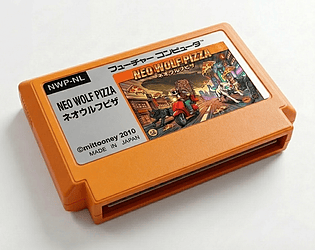 NWP-NL
フューチャー コンピュータ
NEO WOLF PIZZA
ネオウルフピザ
©mittooney 2010
MADE IN JAPAN
NEO WOLF PIZZA
ネオウルフピザ